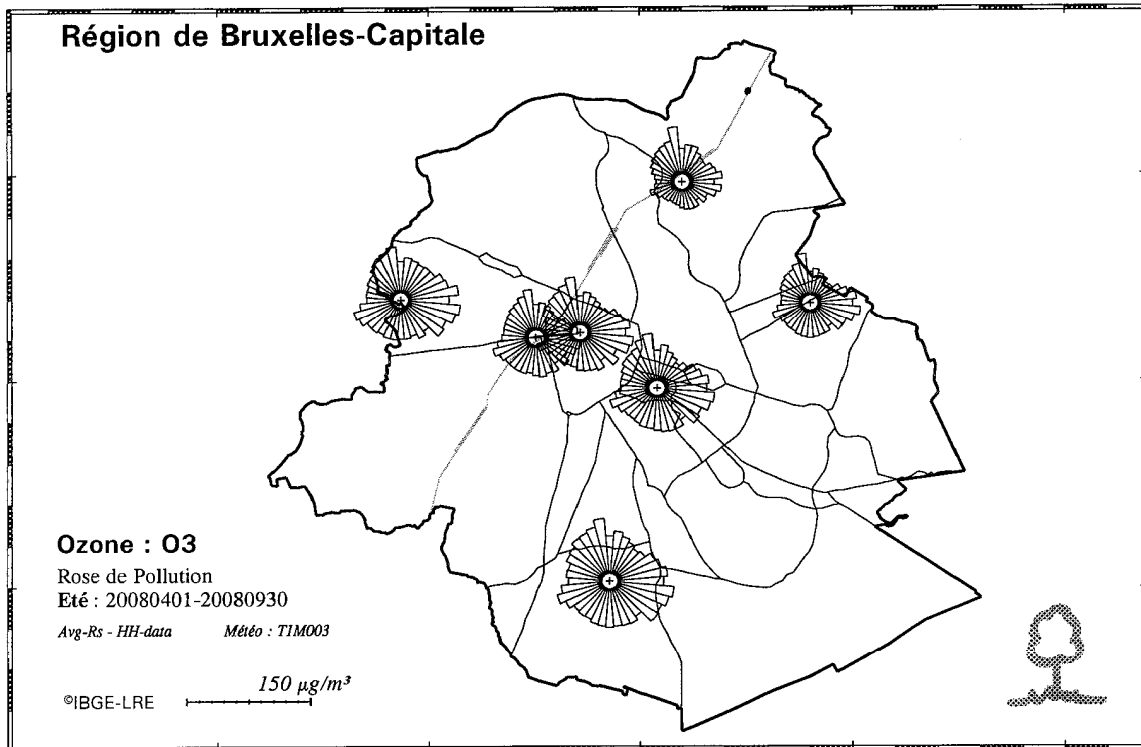 Région de Bruxelles-Capitale
Ozone : O3
Rose de Pollution
Eté : 20080401-20080930
Avg-Rs - HH-data Météo : T1M003
150 µg/m³
©IBGE-LRE